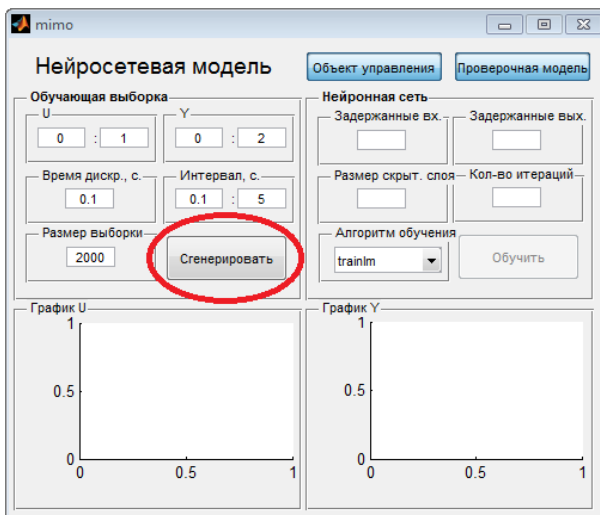 mimo
Нейросетевая модель
Объект управления
Проверочная модель
Обучающая выборка
U
0 : 1
Y
0 : 2
Время дискр., с.
0.1
Интервал, с.
0.1 : 5
Размер выборки
2000
Сгенерировать
Нейронная сеть
Задержанные вх.
Задержанные вых.
Размер скрыт. слоя
Кол-во итераций
Алгоритм обучения
trainlm
Обучить
График U
1
0.5
0
0 0.5 1
График Y
1
0.5
0
0 0.5 1